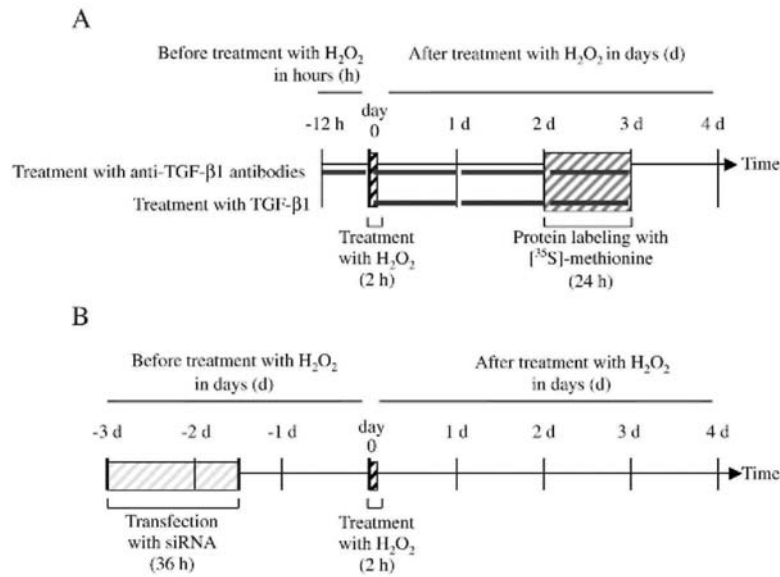 A
Before treatment with H₂O₂
in hours (h)
After treatment with H₂O₂ in days (d)
-12 h
day
0
1 d
2 d
3 d
4 d
Time
Treatment with anti-TGF-β1 antibodies
Treatment with TGF-β1
Treatment
with H₂O₂
(2 h)
Protein labeling with
[³⁵S]-methionine
(24 h)
B
Before treatment with H₂O₂
in days (d)
After treatment with H₂O₂
in days (d)
-3 d
-2 d
-1 d
day
0
1 d
2 d
3 d
4 d
Time
Transfection
with siRNA
(36 h)
Treatment
with H₂O₂
(2 h)